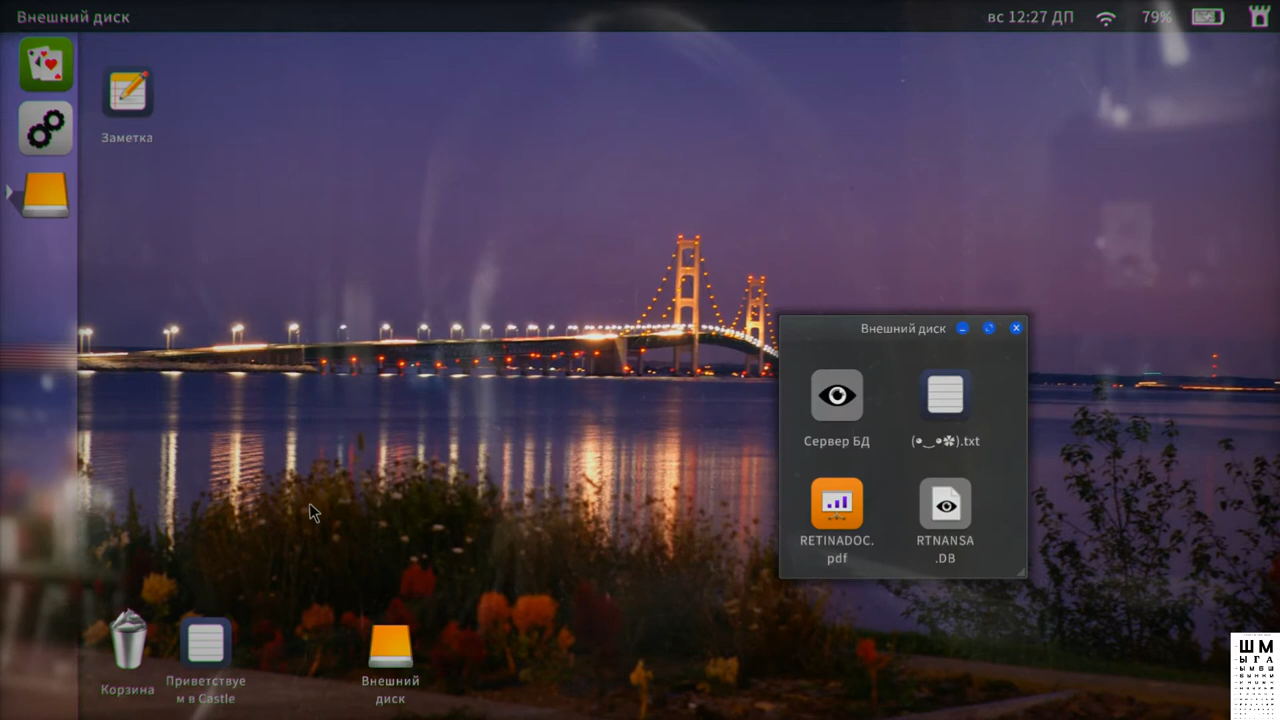 Внешний диск
вс 12:27 ДП
79%
Заметка
Внешний диск
Сервер БД
(•‿•✽).txt
RETINADOC.
pdf
RTNANSA
.DB
Корзина
Приветствуе
м в Castle
Внешний
диск
Ш М
Ы Г А